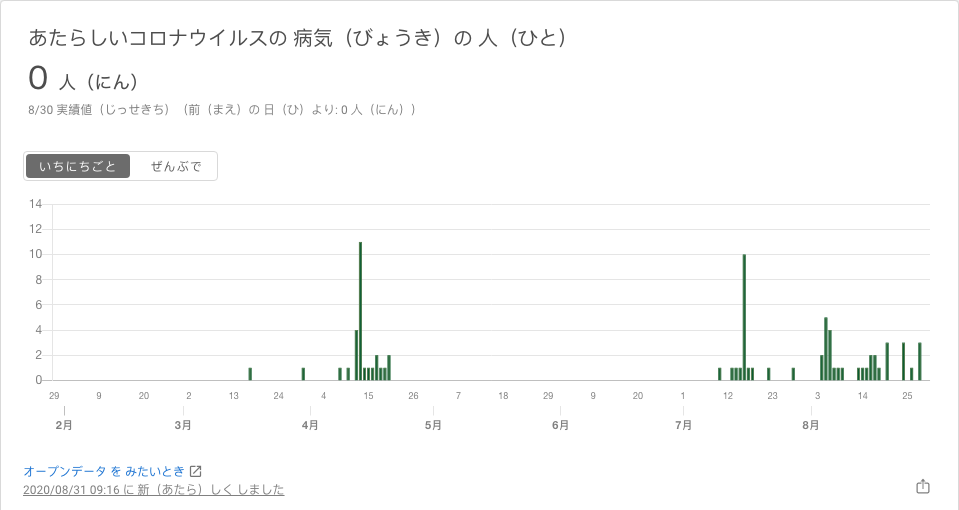 あたらしいコロナウイルスの 病気（びょうき）の 人（ひと）
0 人（にん）
8/30 実績値（じっせきち）（前（まえ）の 日（ひ）より: 0 人（にん））
いちにちごと ぜんぶで
14
12
10
8
6
4
2
0
29 9 20 2 13 24 4 15 26 7 18 29 9 20 1 12 23 3 14 25
2月 3月 4月 5月 6月 7月 8月
オープンデータ を みたいとき
2020/08/31 09:16 に 新（あたら）しく しました